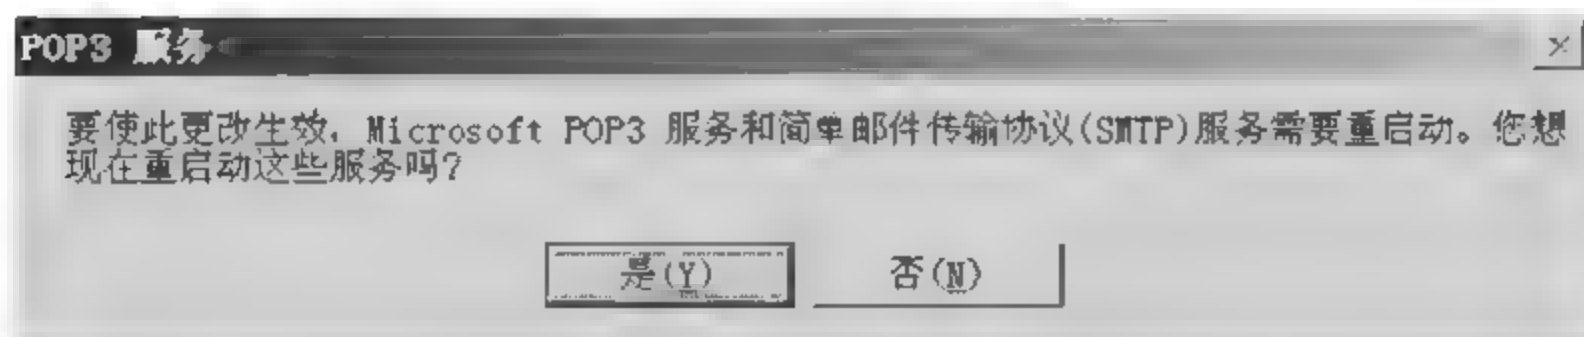 POP3 服务
要使此更改生效，Microsoft POP3 服务和简单邮件传输协议(SMTP)服务需要重启动。您想
现在重启动这些服务吗?
是(Y)
否(N)